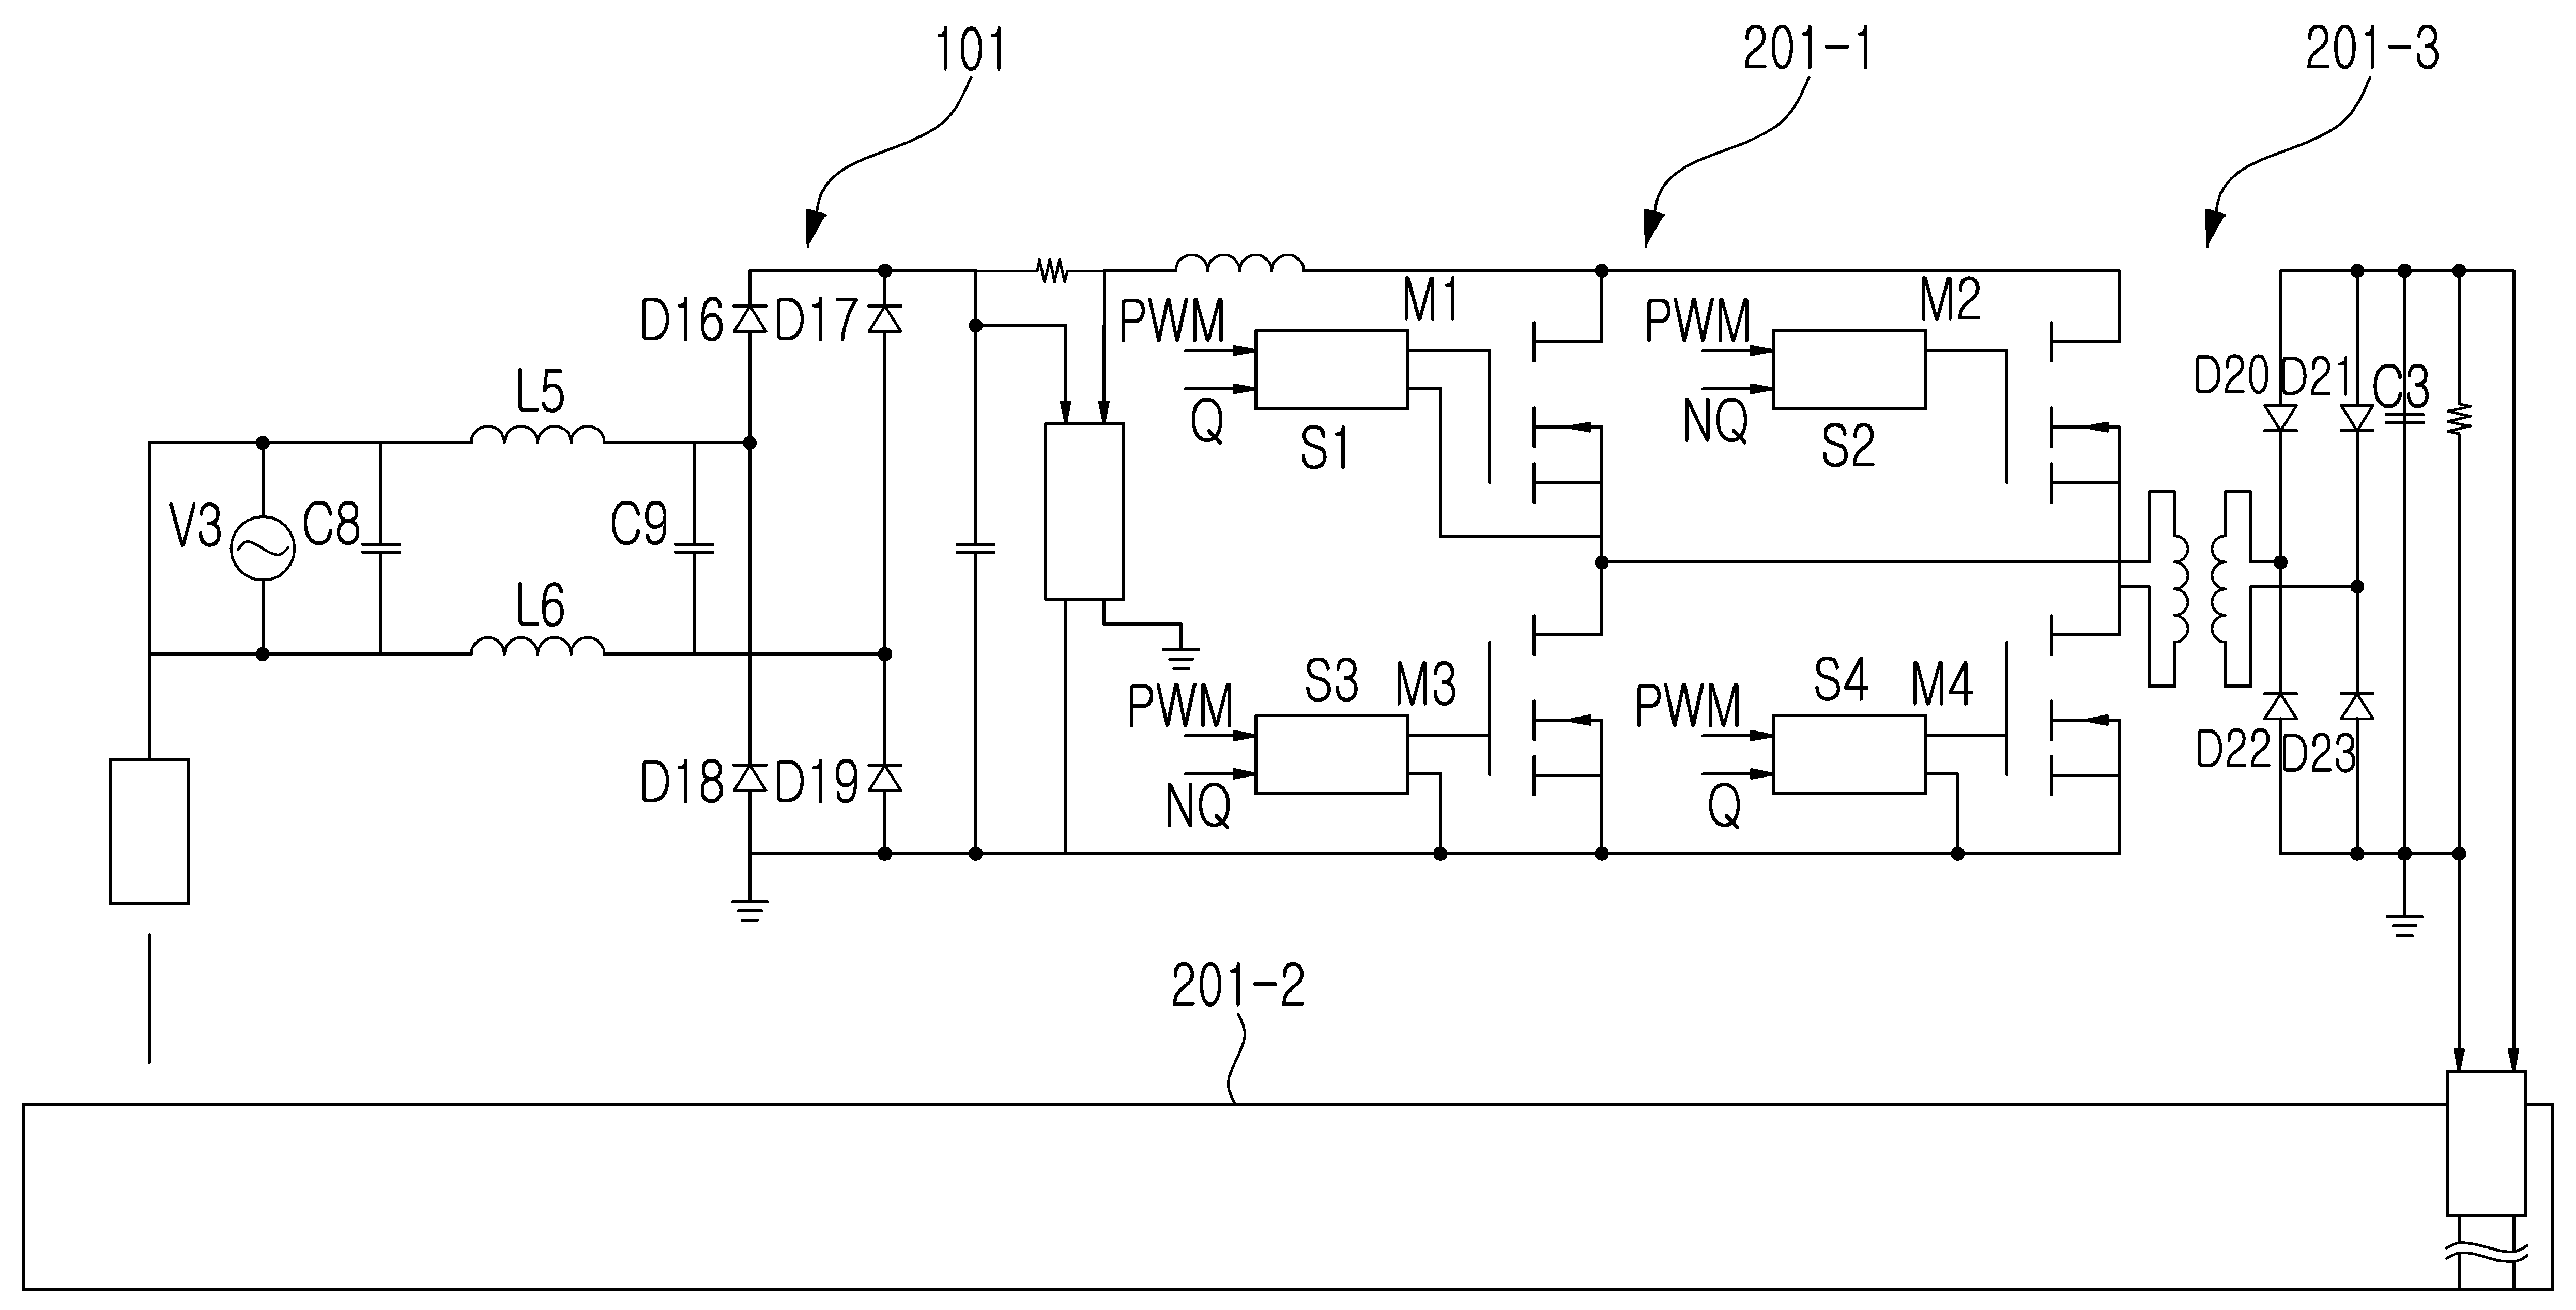 101
201-1
201-3
D16
D17
PWM
M1
PWM
M2
L5
D20
D21
C3
Q
S1
NQ
S2
V3
C8
C9
L6
S3
M3
S4
M4
PWM
PWM
D18
D19
D22
D23
NQ
Q
201-2